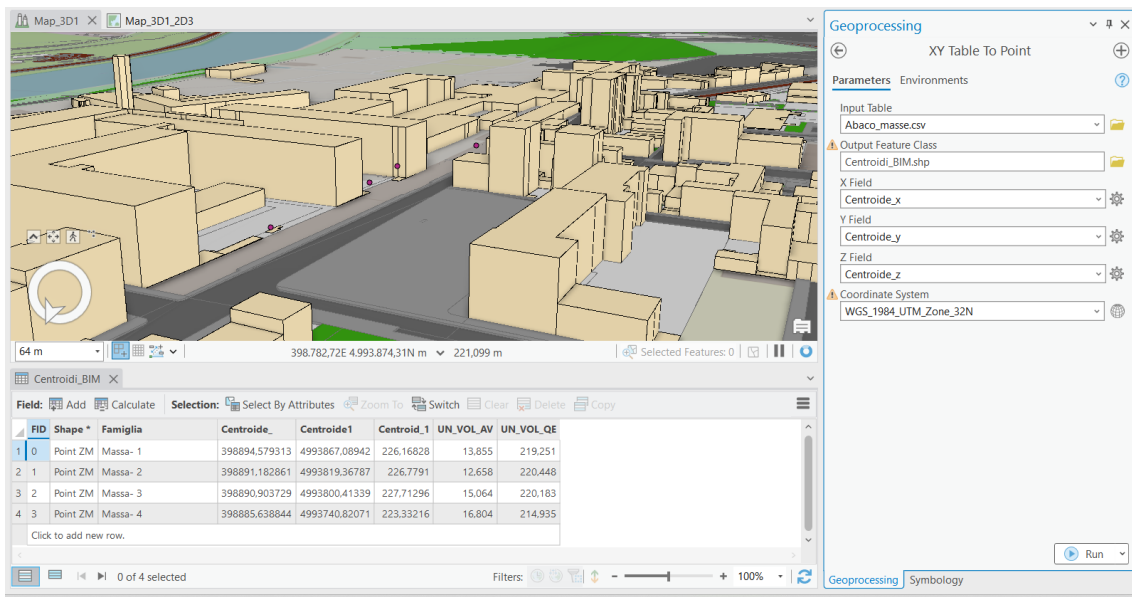 Map_3D1 Map_3D1_2D3
64 m 398.782,72E 4.993.874,31N m 221,099 m Selected Features: 0
Centroidi_BIM
Field: Add Calculate Selection: Select By Attributes Zoom To Switch Clear Delete Copy
FID Shape * Famiglia Centroide_ Centroide1 Centroid_1 UN_VOL_AV UN_VOL_QE
1 0 Point ZM Massa- 1 398894,579313 4993867,08942 226,16828 13,855 219,251
2 1 Point ZM Massa- 2 398891,182861 4993819,36787 226,7791 12,658 220,448
3 2 Point ZM Massa- 3 398890,903729 4993800,41339 227,71296 15,064 220,183
4 3 Point ZM Massa- 4 398885,638844 4993740,82071 223,33216 16,804 214,935
Click to add new row.
0 of 4 selected Filters: - + 100%
Geoprocessing
XY Table To Point
Parameters Environments ?
Input Table
Abaco_masse.csv
Output Feature Class
Centroidi_BIM.shp
X Field
Centroide_x
Y Field
Centroide_y
Z Field
Centroide_z
Coordinate System
WGS_1984_UTM_Zone_32N
Run
Geoprocessing Symbology